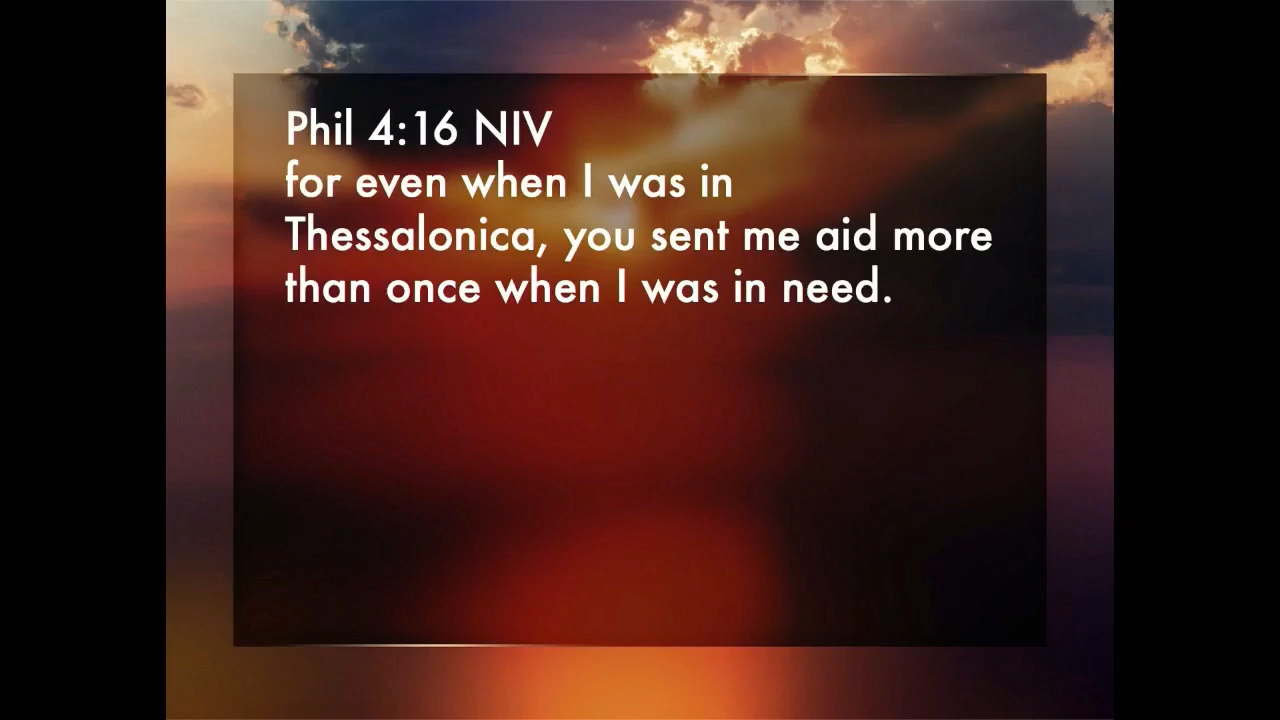 Phil 4:16 NIV
for even when I was in
Thessalonica, you sent me aid more
than once when I was in need.